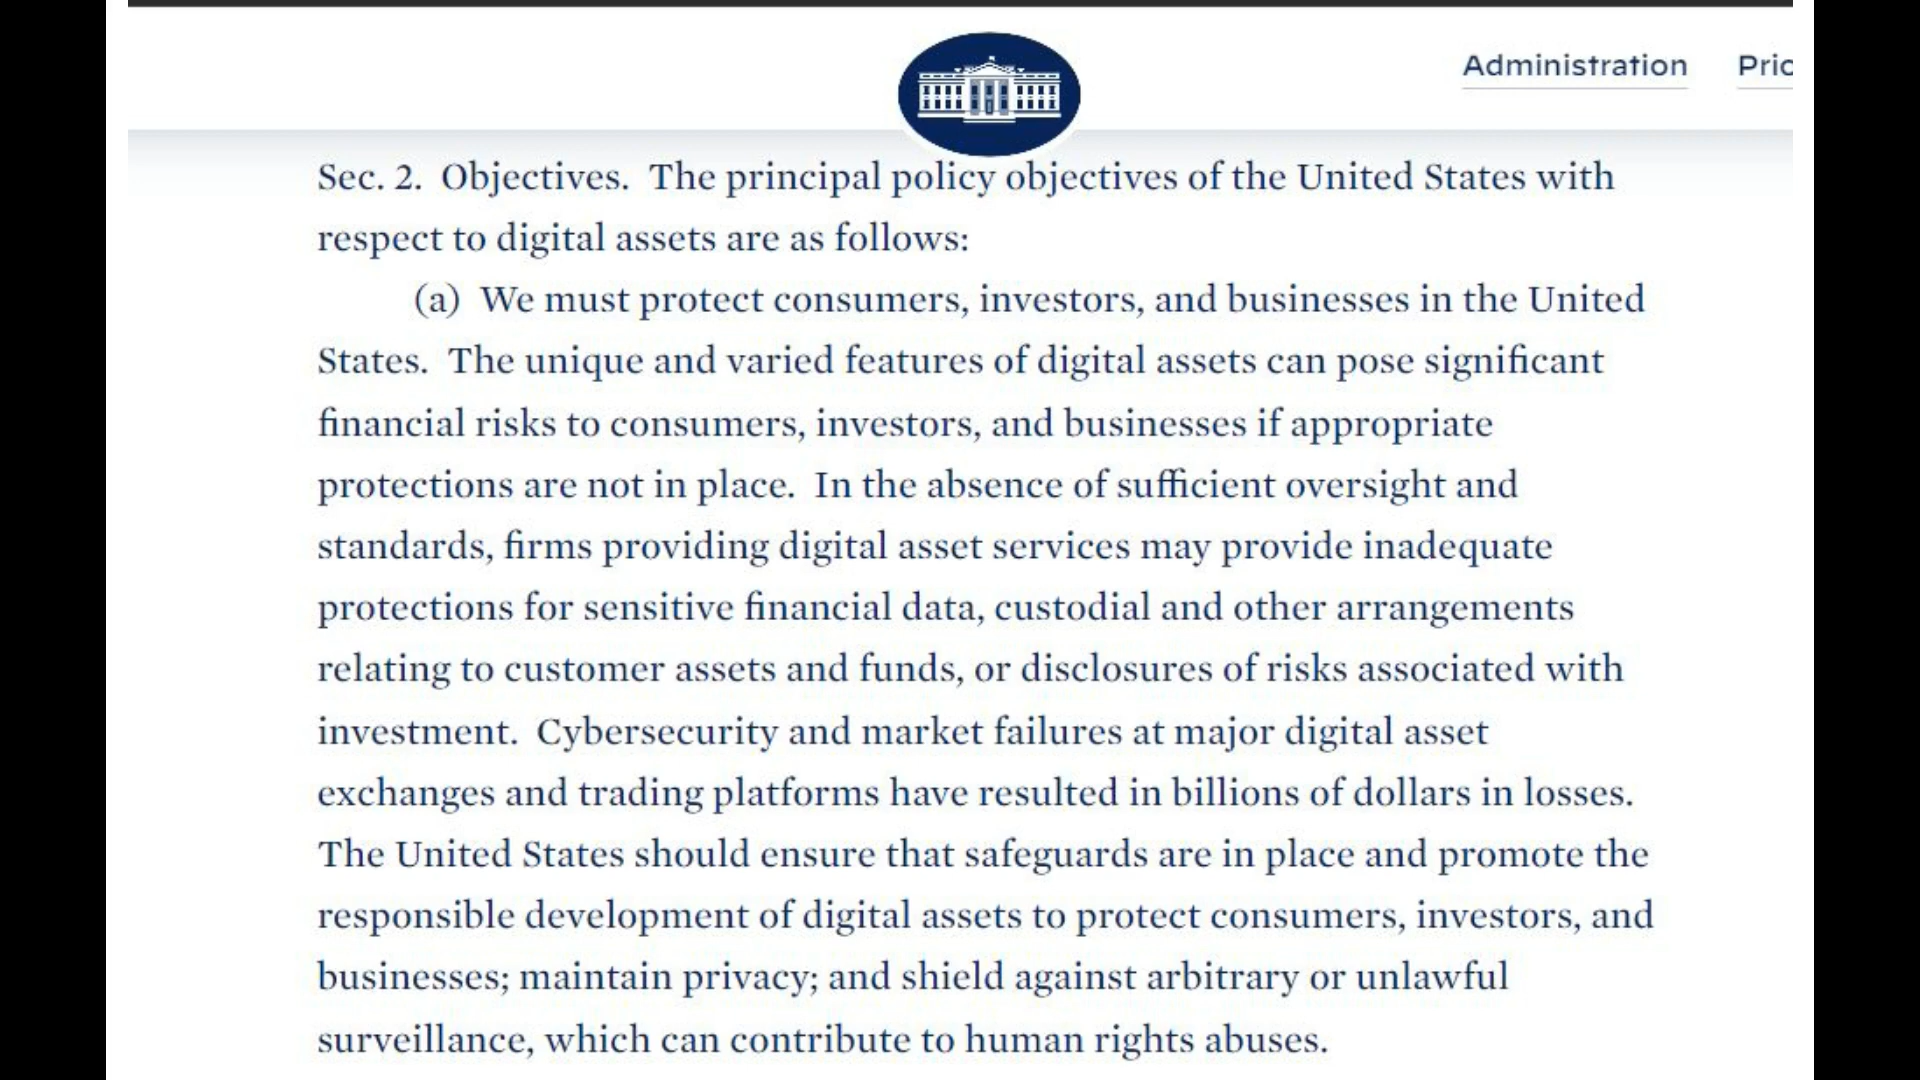 Administration Prio
Sec. 2. Objectives. The principal policy objectives of the United States with
respect to digital assets are as follows:
(a) We must protect consumers, investors, and businesses in the United
States. The unique and varied features of digital assets can pose significant
financial risks to consumers, investors, and businesses if appropriate
protections are not in place. In the absence of sufficient oversight and
standards, firms providing digital asset services may provide inadequate
protections for sensitive financial data, custodial and other arrangements
relating to customer assets and funds, or disclosures of risks associated with
investment. Cybersecurity and market failures at major digital asset
exchanges and trading platforms have resulted in billions of dollars in losses.
The United States should ensure that safeguards are in place and promote the
responsible development of digital assets to protect consumers, investors, and
businesses; maintain privacy; and shield against arbitrary or unlawful
surveillance, which can contribute to human rights abuses.